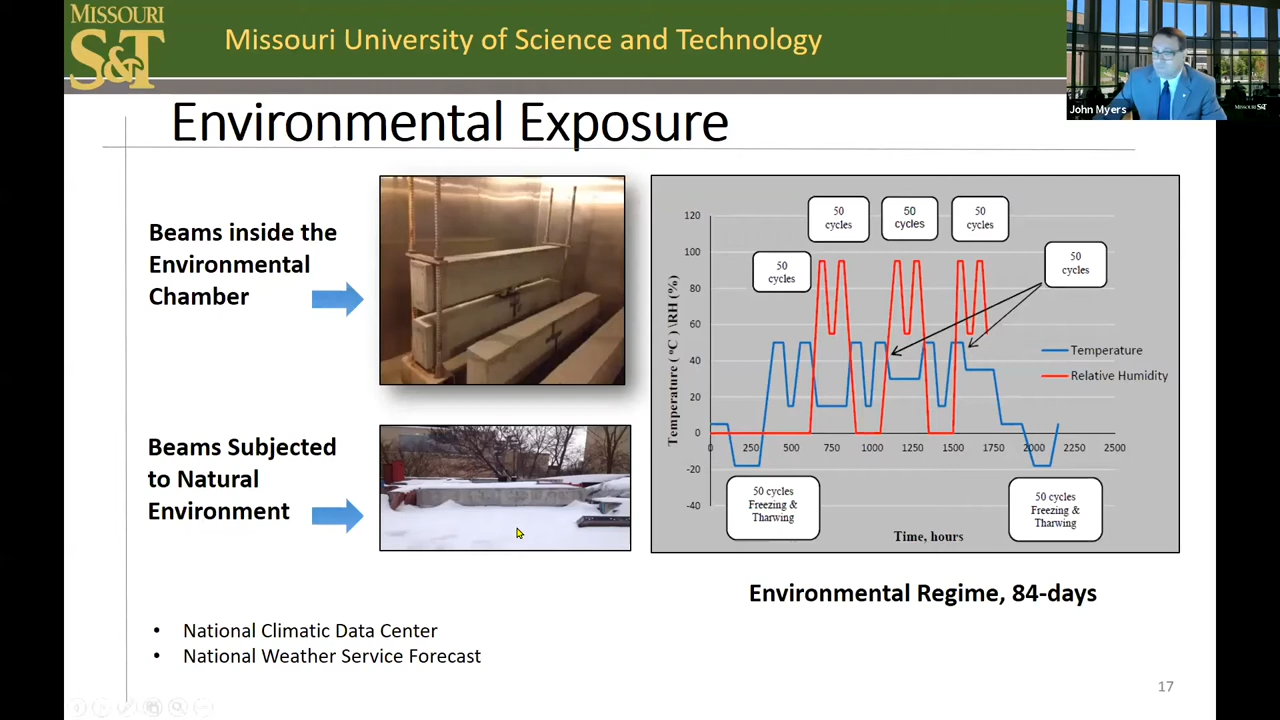 MISSOURI
S&T
Missouri University of Science and Technology
John Myers
MISSOURI S&T
Environmental Exposure
Beams inside the
Environmental
Chamber
Beams Subjected
to Natural
Environment
50
cycles
50
cycles
50
cycles
50
cycles
50
cycles
120
100
80
60
40
20
0
-20
-40
Temperature ( °C ) \RH (%)
0
250
500
750
1000
1250
1500
1750
2000
2250
2500
Temperature
Relative Humidity
50 cycles
Freezing &
Tharwing
50 cycles
Freezing &
Tharwing
Time, hours
Environmental Regime, 84-days
• National Climatic Data Center
• National Weather Service Forecast
17